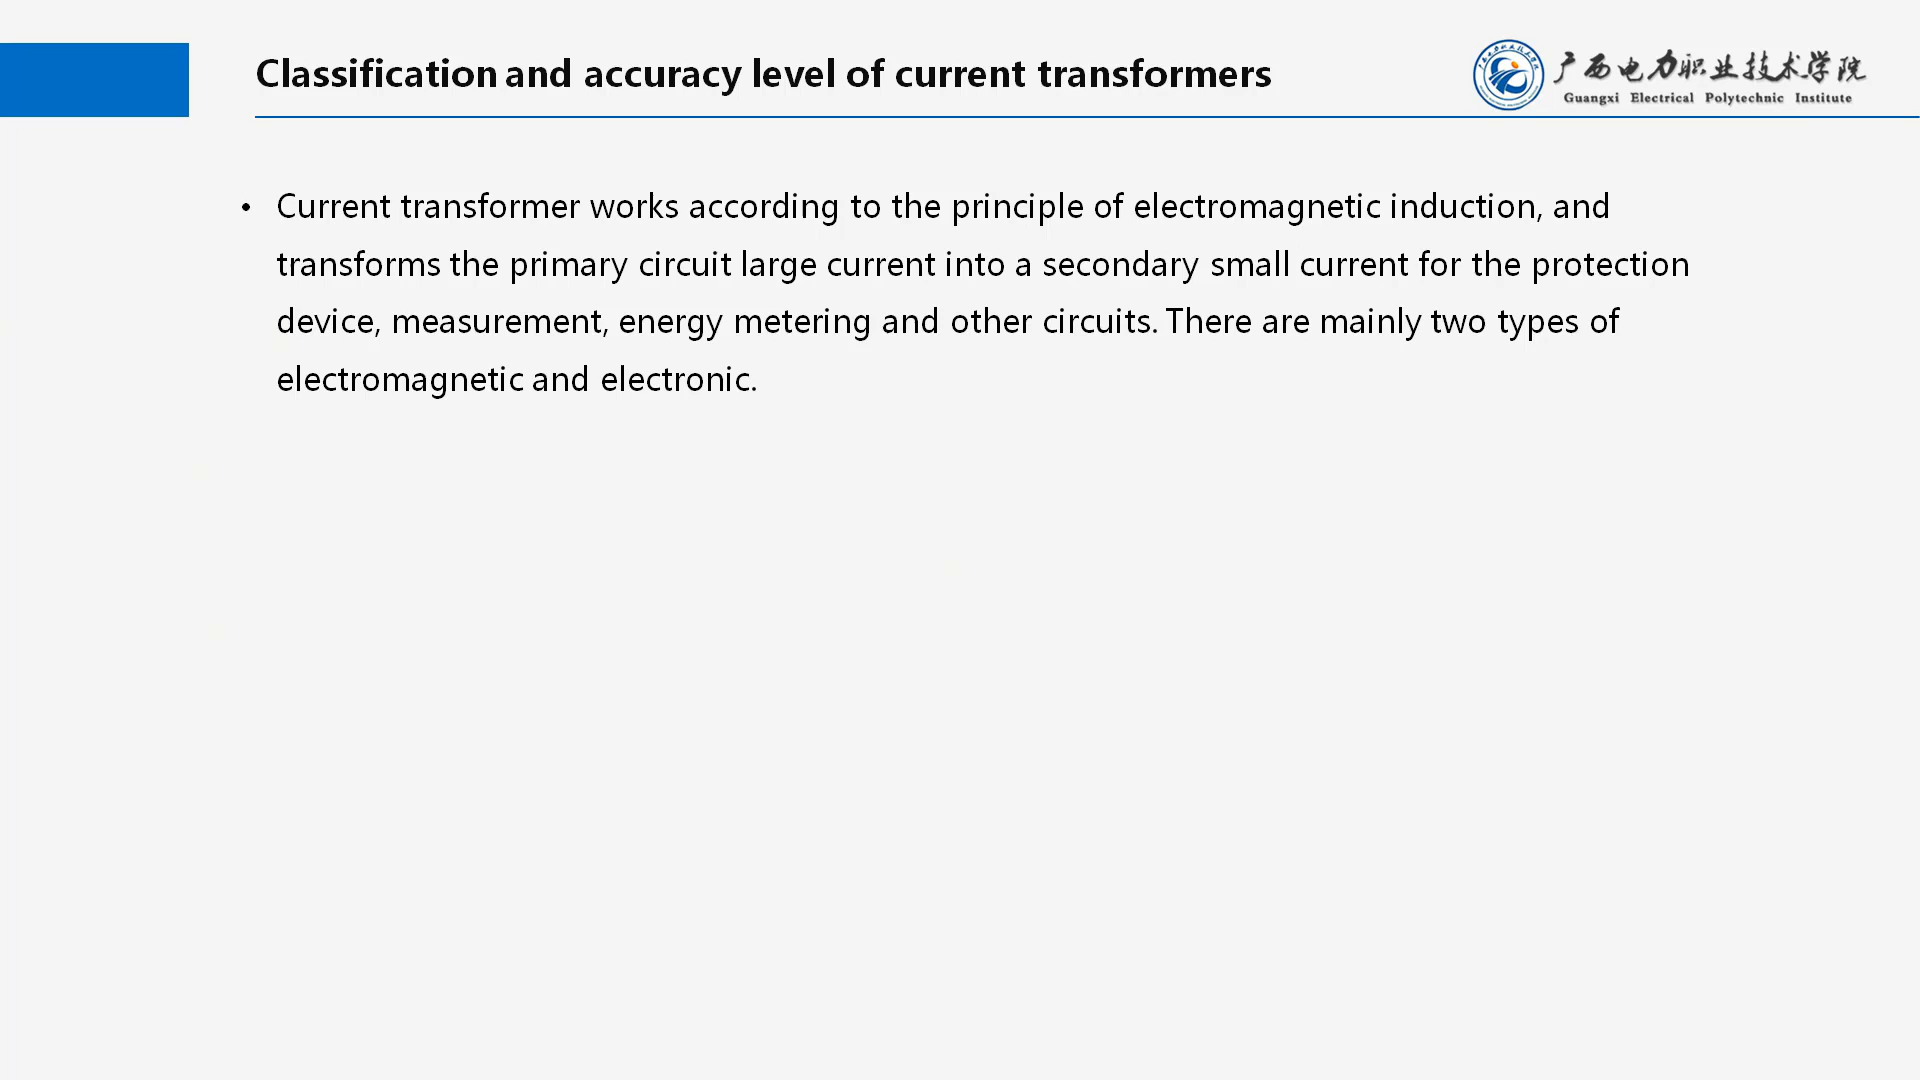 Classification and accuracy level of current transformers
广西电力职业技术学院
Guangxi Electrical Polytechnic Institute
• Current transformer works according to the principle of electromagnetic induction, and
transforms the primary circuit large current into a secondary small current for the protection
device, measurement, energy metering and other circuits. There are mainly two types of
electromagnetic and electronic.